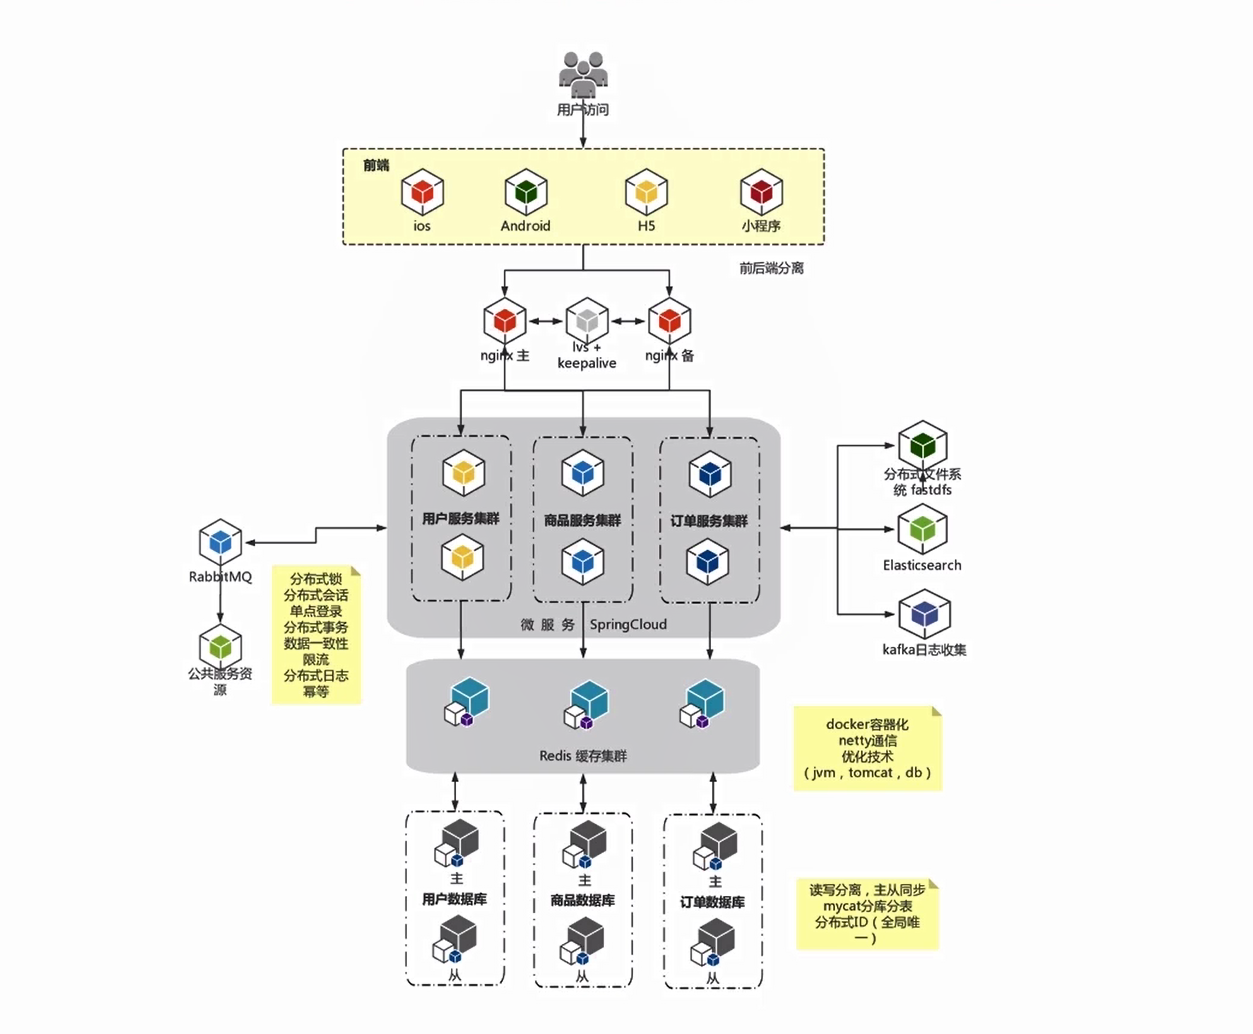 用户访问
前端
ios
Android
H5
小程序
前后端分离
nginx 主
lvs +
keepalive
nginx 备
用户服务集群
商品服务集群
订单服务集群
微 服 务
SpringCloud
RabbitMQ
公共服务资
源
分布式锁
分布式会话
单点登录
分布式事务
数据一致性
限流
分布式日志
幂等
分布式文件系
统 fastdfs
Elasticsearch
kafka日志收集
Redis 缓存集群
docker容器化
netty通信
优化技术
（jvm，tomcat，db）
主
用户数据库
从
主
商品数据库
从
主
订单数据库
从
读写分离，主从同步
mycat分库分表
分布式ID（全局唯
一）